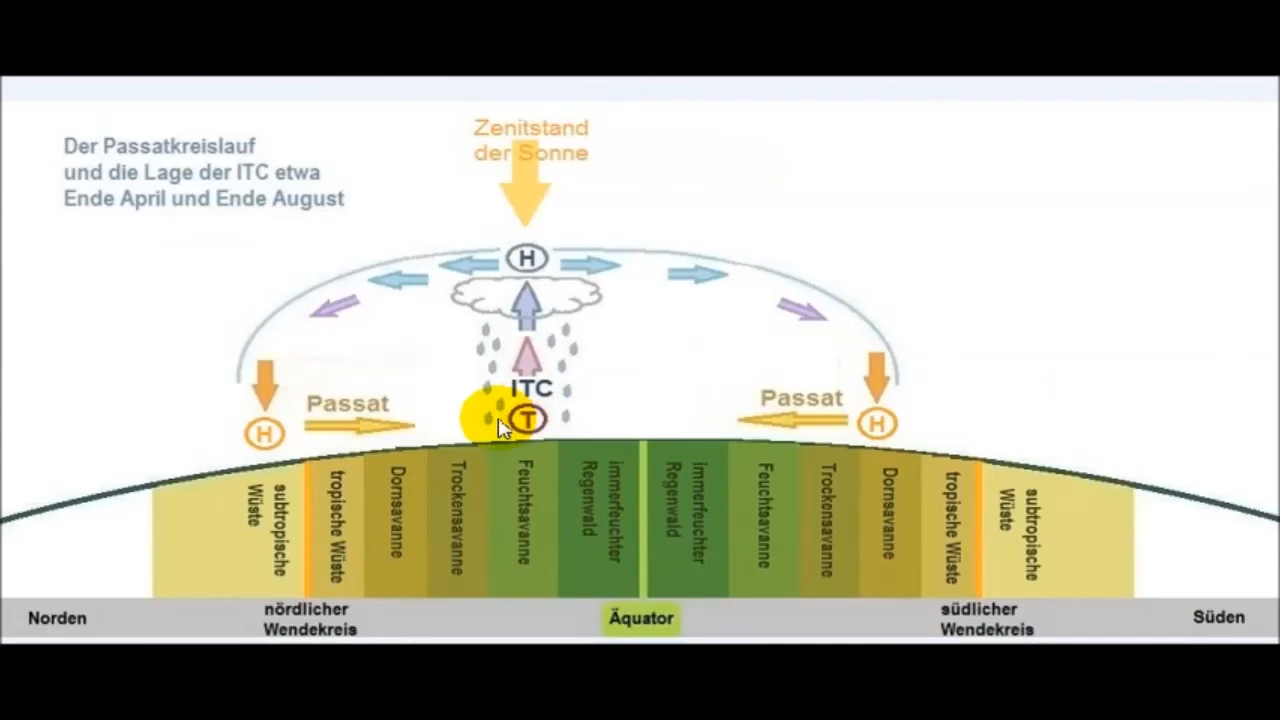 Der Passatkreislauf
und die Lage der ITC etwa
Ende April und Ende August
Zenitstand
der Sonne
H
ITC
T
Passat
H
Passat
H
subtropische
Wüste
tropische Wüste
Dornsavanne
Trockensavanne
Feuchtsavanne
immerfeuchter
Regenwald
immerfeuchter
Regenwald
Feuchtsavanne
Trockensavanne
Dornsavanne
tropische Wüste
subtropische
Wüste
Norden
nördlicher
Wendekreis
Äquator
südlicher
Wendekreis
Süden